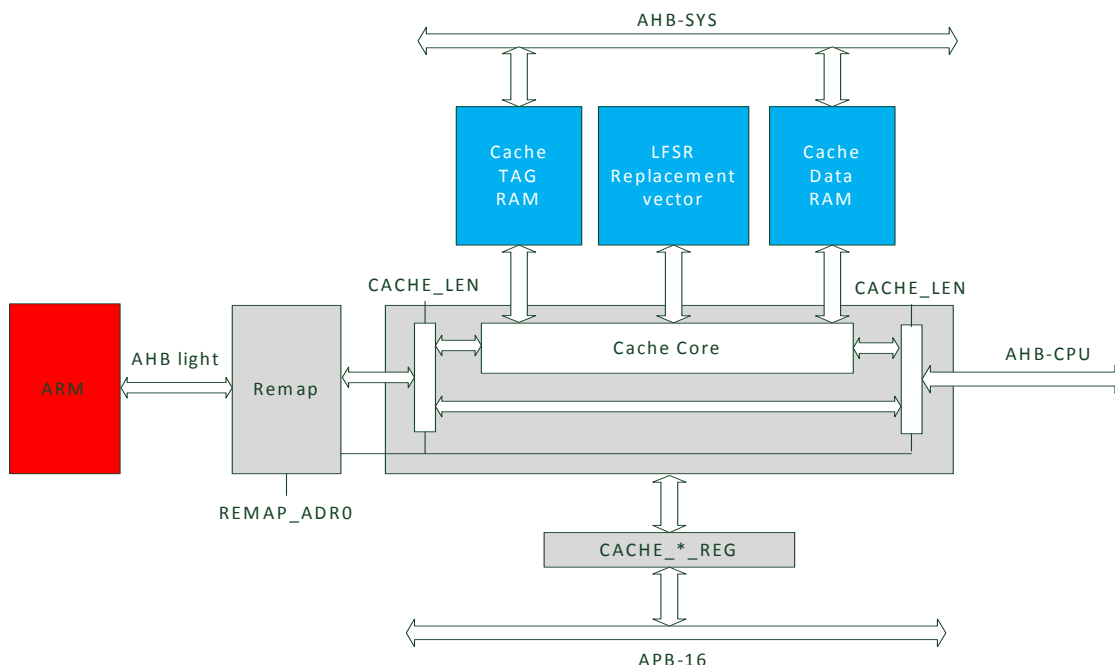 AHB-SYS
Cache
TAG
RAM
LFSR
Replacement
vector
Cache
Data
RAM
CACHE_LEN
CACHE_LEN
ARM
AHB light
Remap
Cache Core
AHB-CPU
REMAP_ADR0
CACHE_*_REG
APB-16